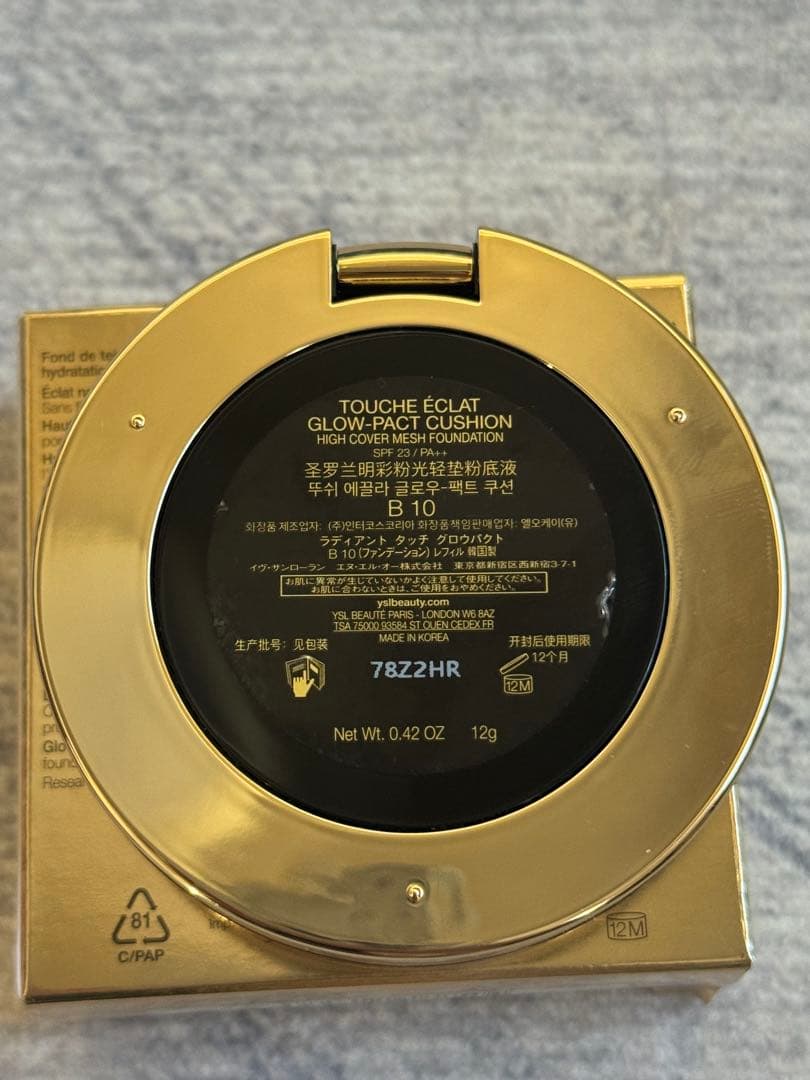 Fond de
hydratatio
Éclat
Sans
Haut
Glo
Resea
TOUCHE ÉCLAT
GLOW-PACT CUSHION
HIGH COVER MESH FOUNDATION
SPF 23 / PA++
圣罗兰明彩粉光轻垫粉底液
뚜쉬 에끌라 글로우-팩트 쿠션
B 10
화장품 제조업자: (주)인터코스코리아 화장품책임판매업자: 엘오케이(유)
ラディアント タッチ グロウパクト
B 10 (ファンデーション) レフィル 韓国製
イヴ・サンローラン エヌ・エル・オー株式会社 東京都新宿区西新宿3-7-1
お肌に異常が生じていないかよく注意して使用してください。
お肌に合わないときは、ご使用をおやめください。
yslbeauty.com
YSL BEAUTÉ PARIS - LONDON W6 8AZ
TSA 75000 93584 ST OUEN CEDEX FR
MADE IN KOREA
生产批号：见包装
开封后使用期限
12个月
78Z2HR
12M
Net Wt. 0.42 OZ 12g
81
C/PAP
12M